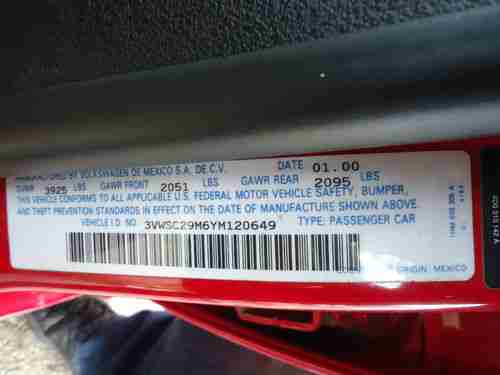 MANUFACTURED BY VOLKSWAGEN DE MEXICO S.A. DE C.V. DATE 01.00
GVWR 3925 LBS GAWR FRONT 2051 LBS GAWR REAR 2095 LBS
THIS VEHICLE CONFORMS TO ALL APPLICABLE U.S. FEDERAL MOTOR VEHICLE SAFETY, BUMPER,
AND THEFT PREVENTION STANDARDS IN EFFECT ON THE DATE OF MANUFACTURE SHOWN ABOVE.
VEHICLE I.D. NO. 3VWSC29M6YM120649 TYPE: PASSENGER CAR
ORIGIN MEXICO